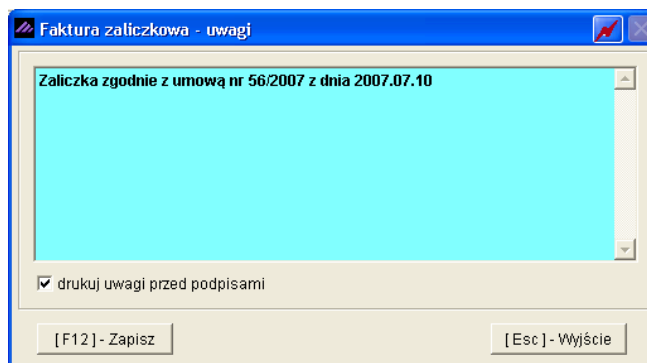 Faktura zaliczkowa - uwagi
Zaliczka zgodnie z umową nr 56/2007 z dnia 2007.07.10
drukuj uwagi przed podpisami
[ F12 ] - Zapisz
[ Esc ] - Wyjście